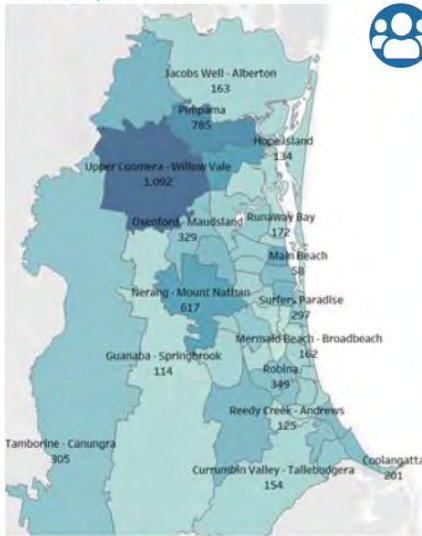 Jacobs Well - Alberton
163
Pimpama
785
Hope Island
134
Upper Coomera - Willow Vale
1,092
Oxenford - Maudsland
329
Runaway Bay
172
Main Beach
58
Nerang - Mount Nathan
617
Surfers Paradise
297
Mermaid Beach - Broadbeach
162
Guanaba - Springbrook
114
Robina
349
Reedy Creek - Andrews
125
Tamborine - Canungra
305
Coolangatta
201
Currumbin Valley - Tallebudgera
154